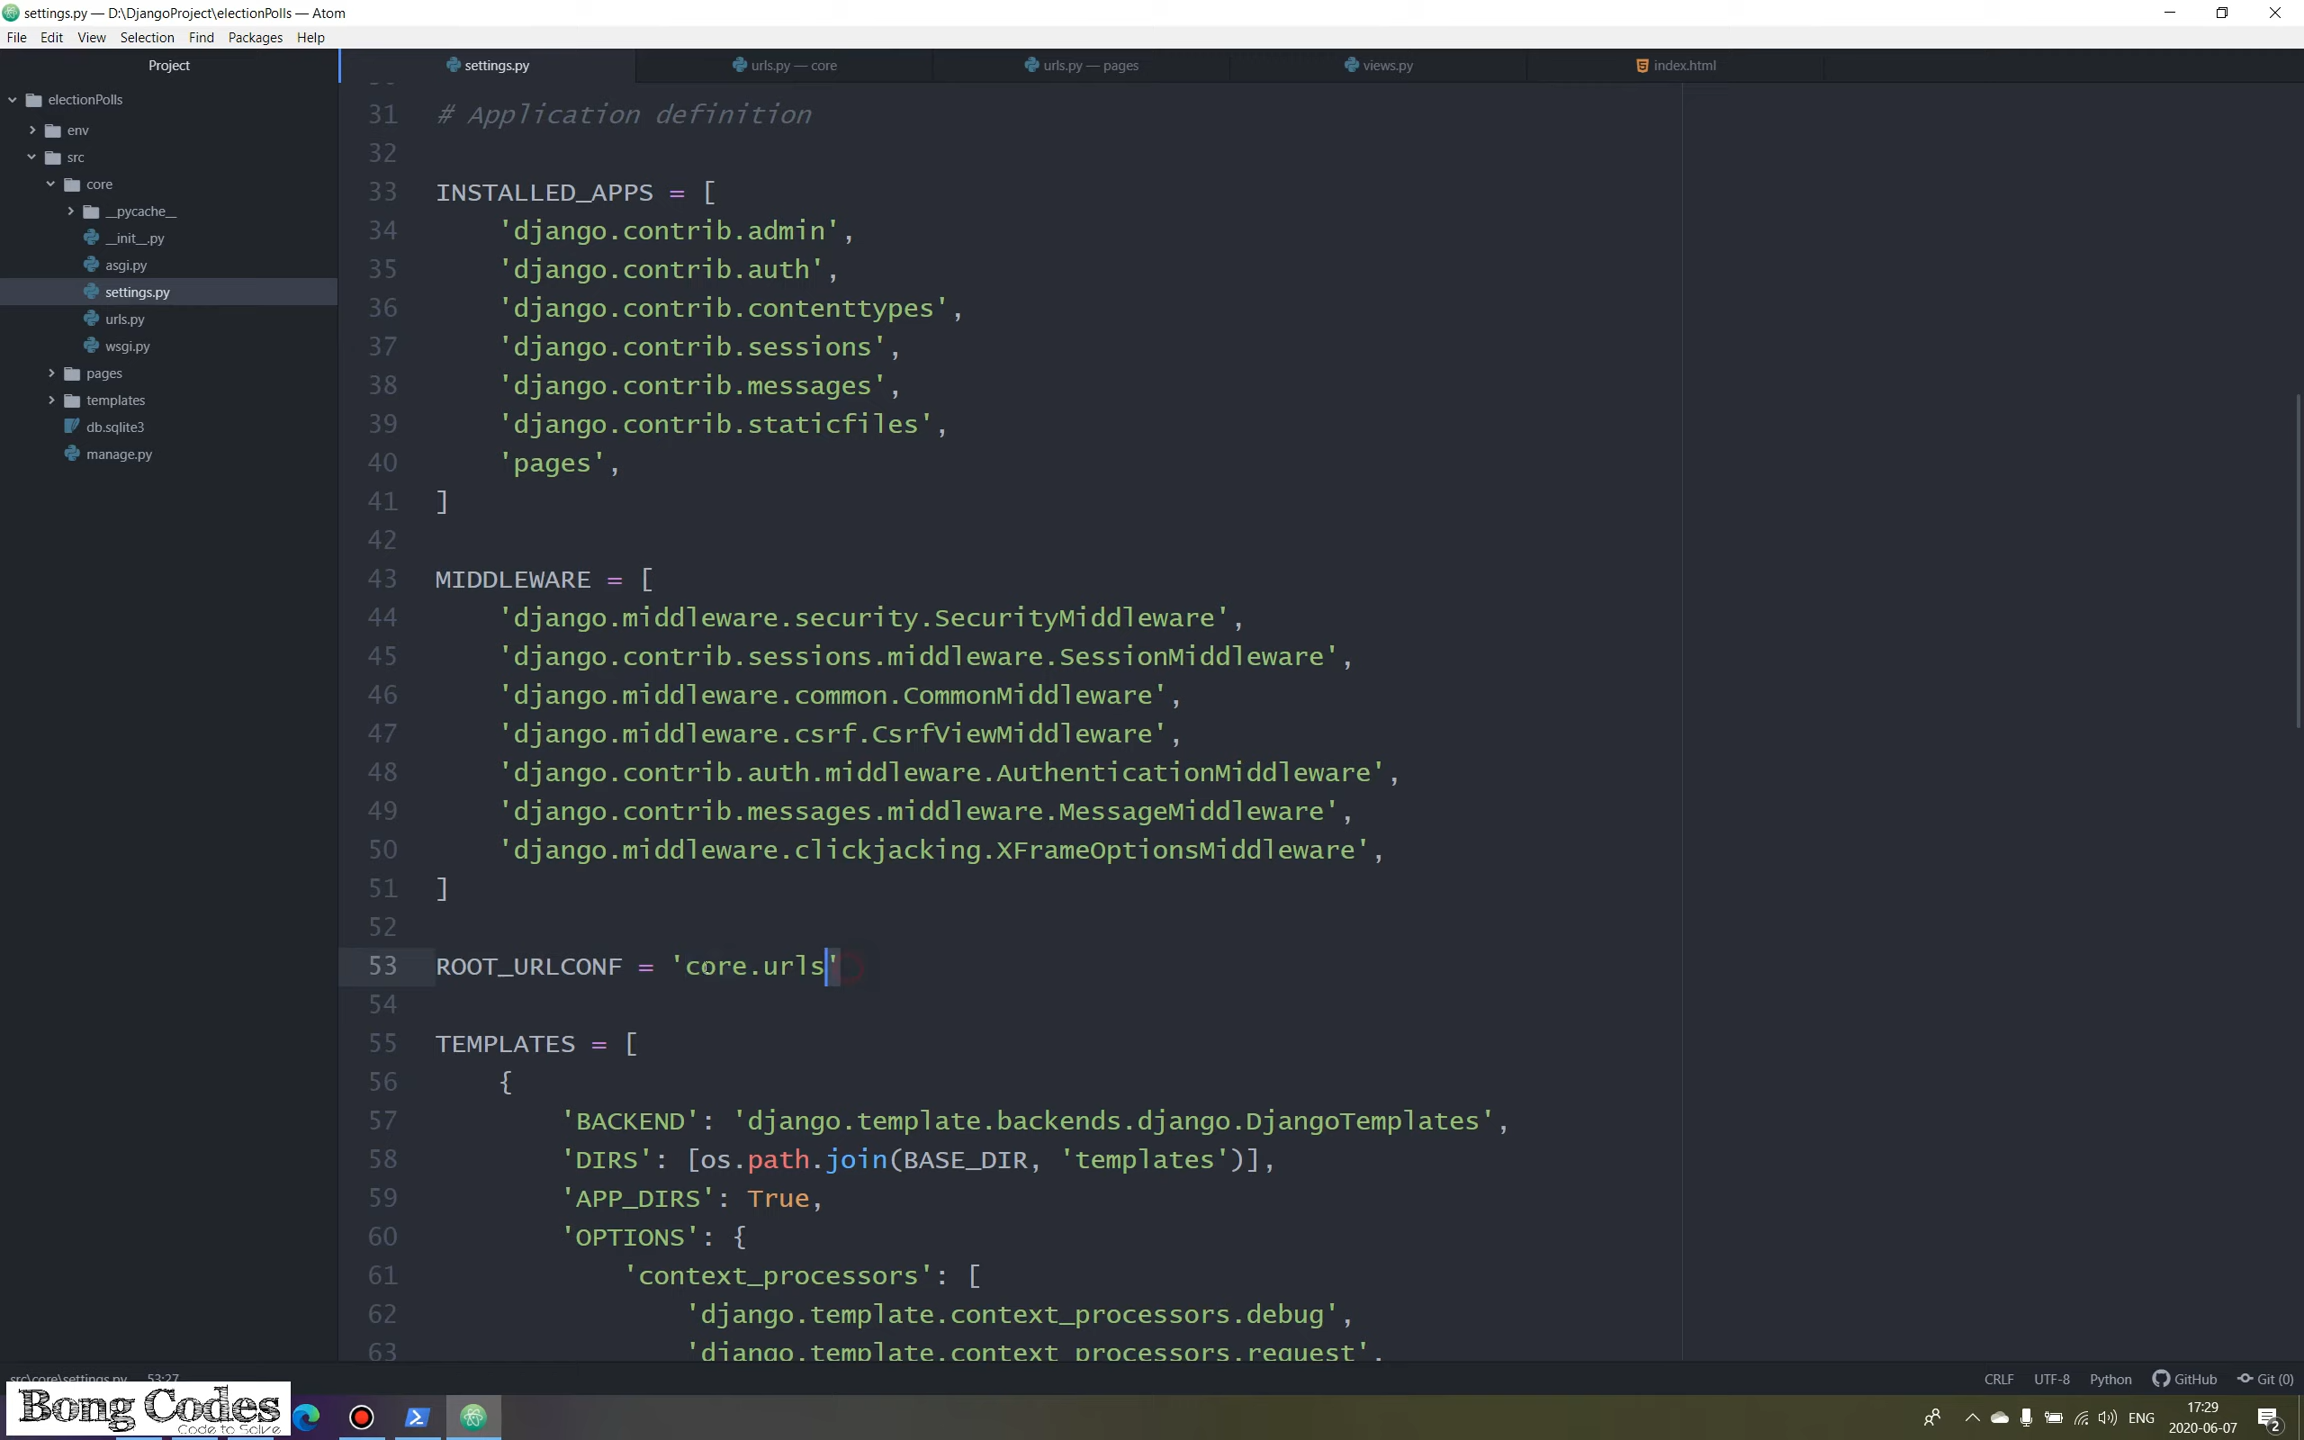 settings.py — D:\DjangoProject\electionPolls — Atom
File Edit View Selection Find Packages Help
Project
settings.py
urls.py — core
urls.py — pages
views.py
index.html
electionPolls
env
src
core
__pycache__
__init__.py
asgi.py
settings.py
urls.py
wsgi.py
pages
templates
db.sqlite3
manage.py
31 # Application definition
32
33 INSTALLED_APPS = [
34 'django.contrib.admin',
35 'django.contrib.auth',
36 'django.contrib.contenttypes',
37 'django.contrib.sessions',
38 'django.contrib.messages',
39 'django.contrib.staticfiles',
40 'pages',
41 ]
42
43 MIDDLEWARE = [
44 'django.middleware.security.SecurityMiddleware',
45 'django.contrib.sessions.middleware.SessionMiddleware',
46 'django.middleware.common.CommonMiddleware',
47 'django.middleware.csrf.CsrfViewMiddleware',
48 'django.contrib.auth.middleware.AuthenticationMiddleware',
49 'django.contrib.messages.middleware.MessageMiddleware',
50 'django.middleware.clickjacking.XFrameOptionsMiddleware',
51 ]
52
53 ROOT_URLCONF = 'core.urls'
54
55 TEMPLATES = [
56 {
57 'BACKEND': 'django.template.backends.django.DjangoTemplates',
58 'DIRS': [os.path.join(BASE_DIR, 'templates')],
59 'APP_DIRS': True,
60 'OPTIONS': {
61 'context_processors': [
62 'django.template.context_processors.debug',
63 'django.template.context_processors.request',
src\core\settings.py 53:27
CRLF UTF-8 Python GitHub Git (0)
Bong Codes
Code to Solve
ENG
17:29
2020-06-07
2